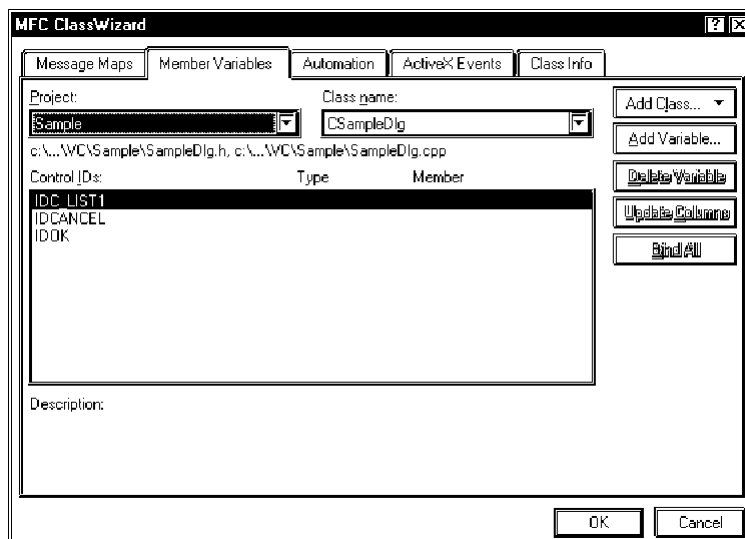 MFC ClassWizard
Message Maps Member Variables Automation ActiveX Events Class Info
Project: Class name:
Sample CSampleDlg
Add Class...
Add Variable...
c:\...\VC\Sample\SampleDlg.h, c:\...\VC\Sample\SampleDlg.cpp
Control IDs: Type Member
Delete Variable
IDC_LIST1
IDCANCEL
Update Columns
IDOK
Bind All
Description:
OK Cancel